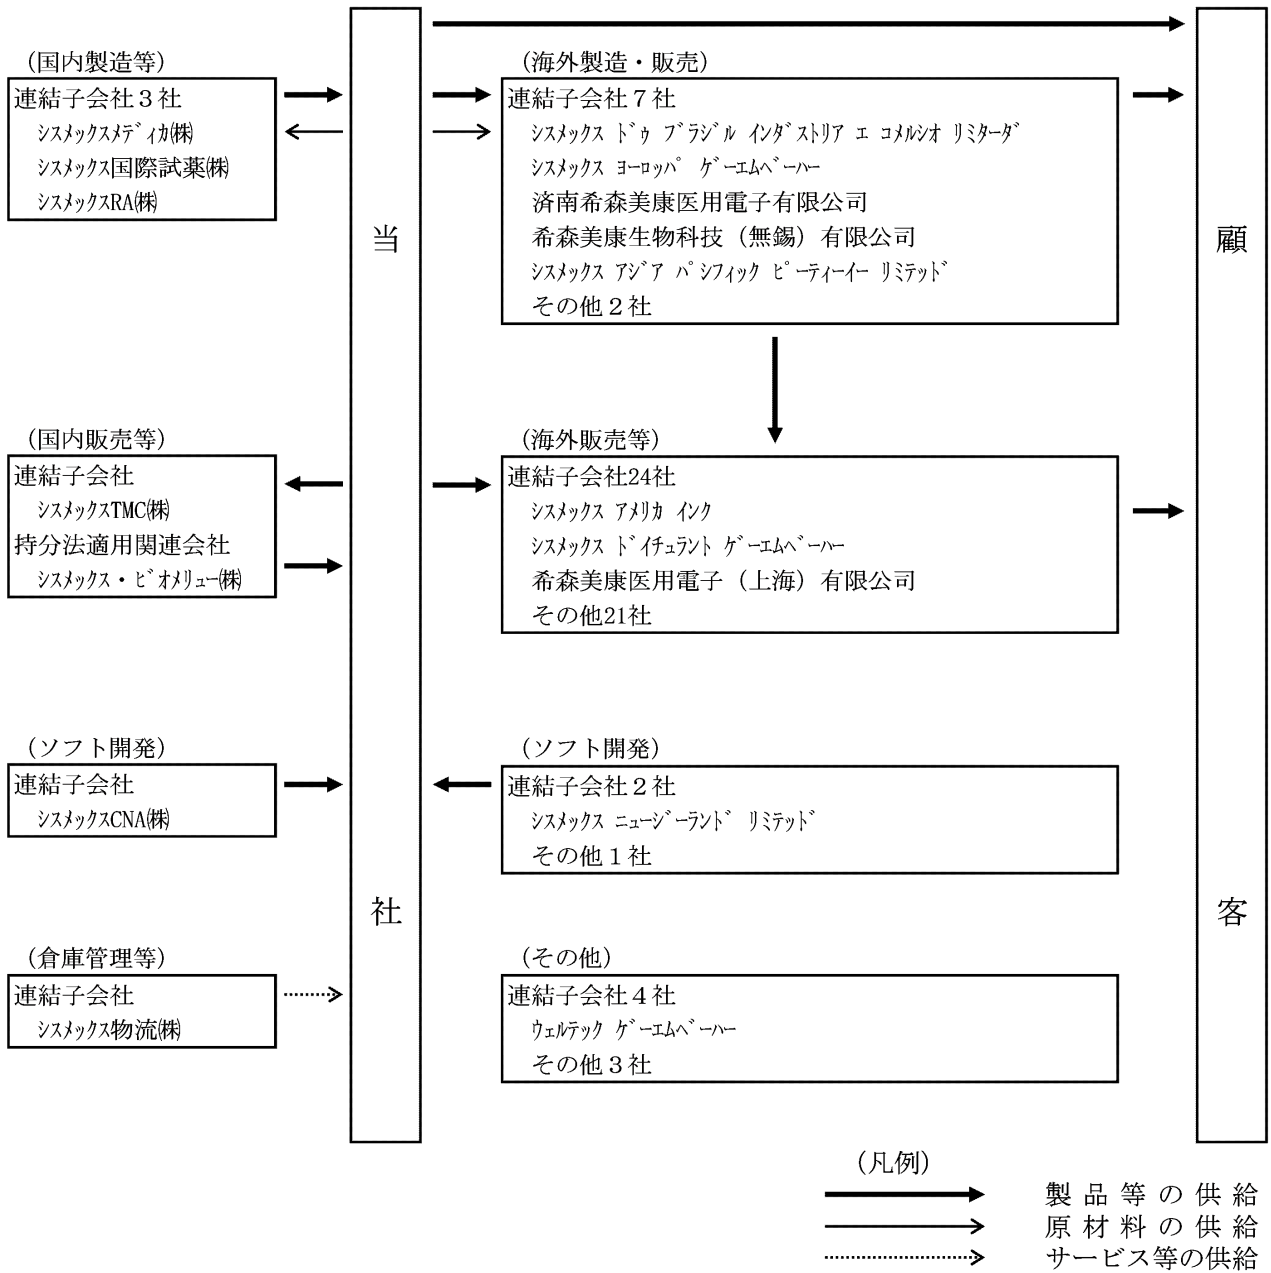 (国内製造等)
連結子会社３社
ｼｽﾒｯｸｽﾒﾃﾞｨｶ㈱
ｼｽﾒｯｸｽ国際試薬㈱
ｼｽﾒｯｸｽRA㈱
(国内販売等)
連結子会社
ｼｽﾒｯｸｽTMC㈱
持分法適用関連会社
ｼｽﾒｯｸｽ・ﾋﾞｵﾒﾘｭｰ㈱
(ソフト開発)
連結子会社
ｼｽﾒｯｸｽCNA㈱
(倉庫管理等)
連結子会社
ｼｽﾒｯｸｽ物流㈱
当
社
(海外製造・販売)
連結子会社７社
ｼｽﾒｯｸｽ ﾄﾞｩ ﾌﾞﾗｼﾞﾙ ｲﾝﾀﾞｽﾄﾘｱ ｴ ｺﾒﾙｼｵ ﾘﾐﾀｰﾀﾞ
ｼｽﾒｯｸｽ ﾖｰﾛｯﾊﾟ ｹﾞｰｴﾑﾍﾞｰﾊｰ
済南希森美康医用電子有限公司
希森美康生物科技（無錫）有限公司
ｼｽﾒｯｸｽ ｱｼﾞｱ ﾊﾟｼﾌｨｯｸ ﾋﾟｰﾃｨｰｲｰ ﾘﾐﾃｯﾄﾞ
その他２社
(海外販売等)
連結子会社24社
ｼｽﾒｯｸｽ ｱﾒﾘｶ ｲﾝｸ
ｼｽﾒｯｸｽ ﾄﾞｲﾁｭﾗﾝﾄ ｹﾞｰｴﾑﾍﾞｰﾊｰ
希森美康医用電子（上海）有限公司
その他21社
(ソフト開発)
連結子会社２社
ｼｽﾒｯｸｽ ﾆｭｰｼﾞｰﾗﾝﾄﾞ ﾘﾐﾃｯﾄﾞ
その他１社
(その他)
連結子会社４社
ｳｪﾙﾃｯｸ ｹﾞｰｴﾑﾍﾞｰﾊｰ
その他３社
顧
客
(凡例)
製品等の供給
原材料の供給
サービス等の供給